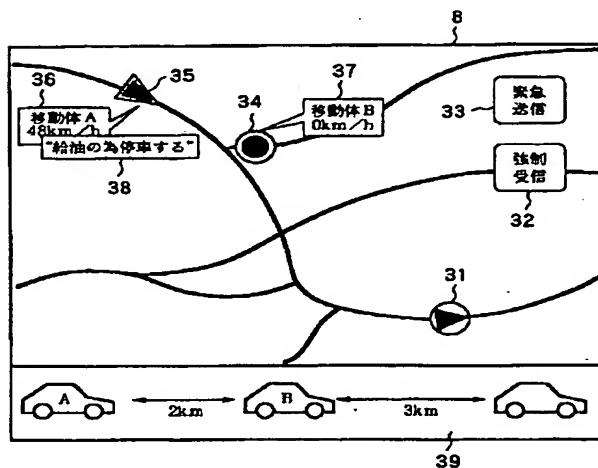 8
36
35
37
34
移動体A
48km/h
移動体B
0km/h
33
緊急
送信
"給油の為停車する"
38
強制
受信
32
31
A
2km
B
3km
39